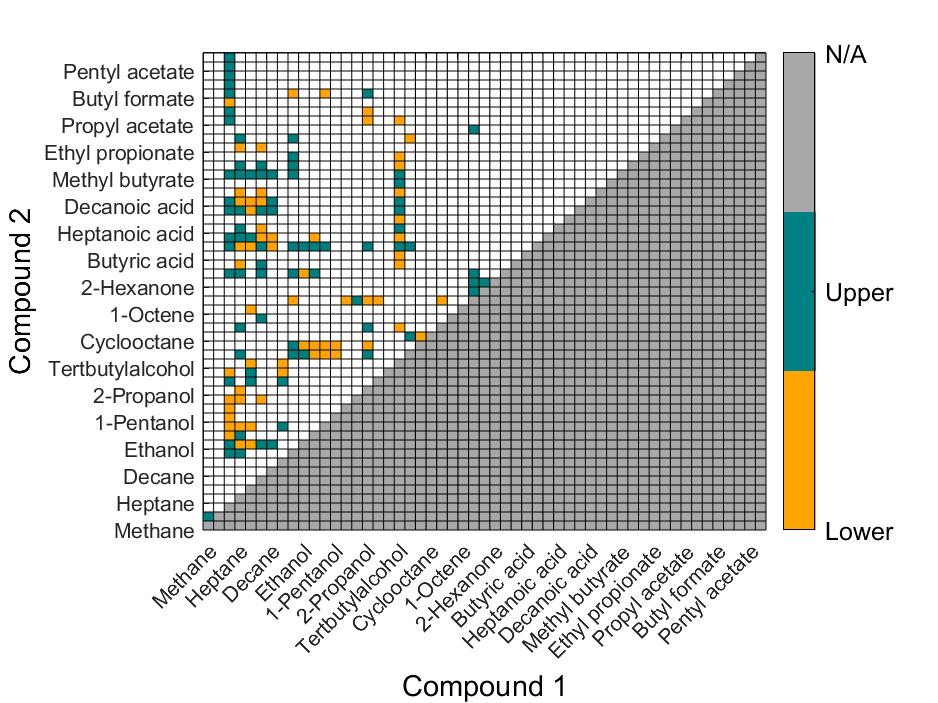 N/A
Upper
Lower
Compound 2
Pentyl acetate
Butyl formate
Propyl acetate
Ethyl propionate
Methyl butyrate
Decanoic acid
Heptanoic acid
Butyric acid
2-Hexanone
1-Octene
Cyclooctane
Tertbutylalcohol
2-Propanol
1-Pentanol
Ethanol
Decane
Heptane
Methane
Methane
Heptane
Decane
Ethanol
1-Pentanol
2-Propanol
Tertbutylalcohol
Cyclooctane
1-Octene
2-Hexanone
Butyric acid
Heptanoic acid
Decanoic acid
Methyl butyrate
Ethyl propionate
Propyl acetate
Butyl formate
Pentyl acetate
Compound 1